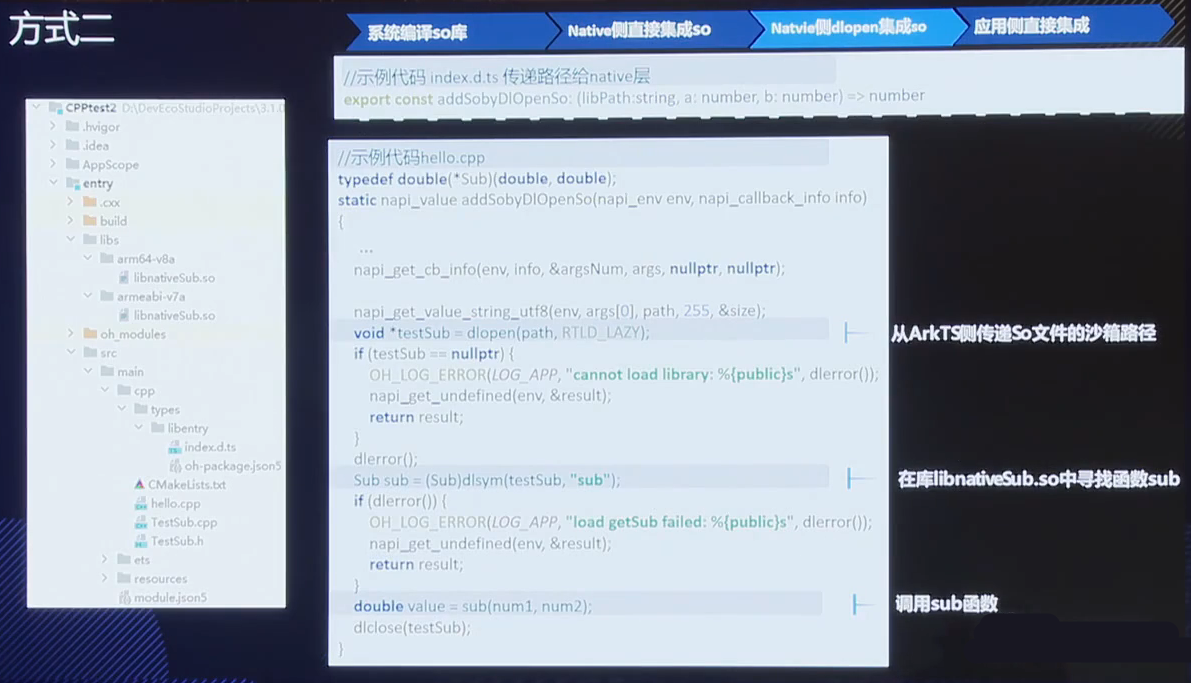 方式二
系统编译so库
Native侧直接集成so
Natvie侧dlopen集成so
应用侧直接集成
//示例代码 index.d.ts 传递路径给native层
export const addSobyDlOpenSo: (libPath:string, a: number, b: number) => number
CPPtest2 D:\DevEcoStudioProjects\3.1.0
.hvigor
.idea
AppScope
entry
.cxx
build
libs
arm64-v8a
libnativeSub.so
armeabi-v7a
libnativeSub.so
oh_modules
src
main
cpp
types
libentry
index.d.ts
oh-package.json5
CMakeLists.txt
hello.cpp
TestSub.cpp
TestSub.h
ets
resources
module.json5
//示例代码hello.cpp
typedef double(*Sub)(double, double);
static napi_value addSobyDlOpenSo(napi_env env, napi_callback_info info)
{
...
napi_get_cb_info(env, info, &argsNum, args, nullptr, nullptr);
napi_get_value_string_utf8(env, args[0], path, 255, &size);
void *testSub = dlopen(path, RTLD_LAZY);
if (testSub == nullptr) {
OH_LOG_ERROR(LOG_APP, "cannot load library: %{public}s", dlerror());
napi_get_undefined(env, &result);
return result;
}
dlerror();
Sub sub = (Sub)dlsym(testSub, "sub");
if (dlerror()) {
OH_LOG_ERROR(LOG_APP, "load getSub failed: %{public}s", dlerror());
napi_get_undefined(env, &result);
return result;
}
double value = sub(num1, num2);
dlclose(testSub);
}
从ArkTS侧传递So文件的沙箱路径
在库libnativeSub.so中寻找函数sub
调用sub函数